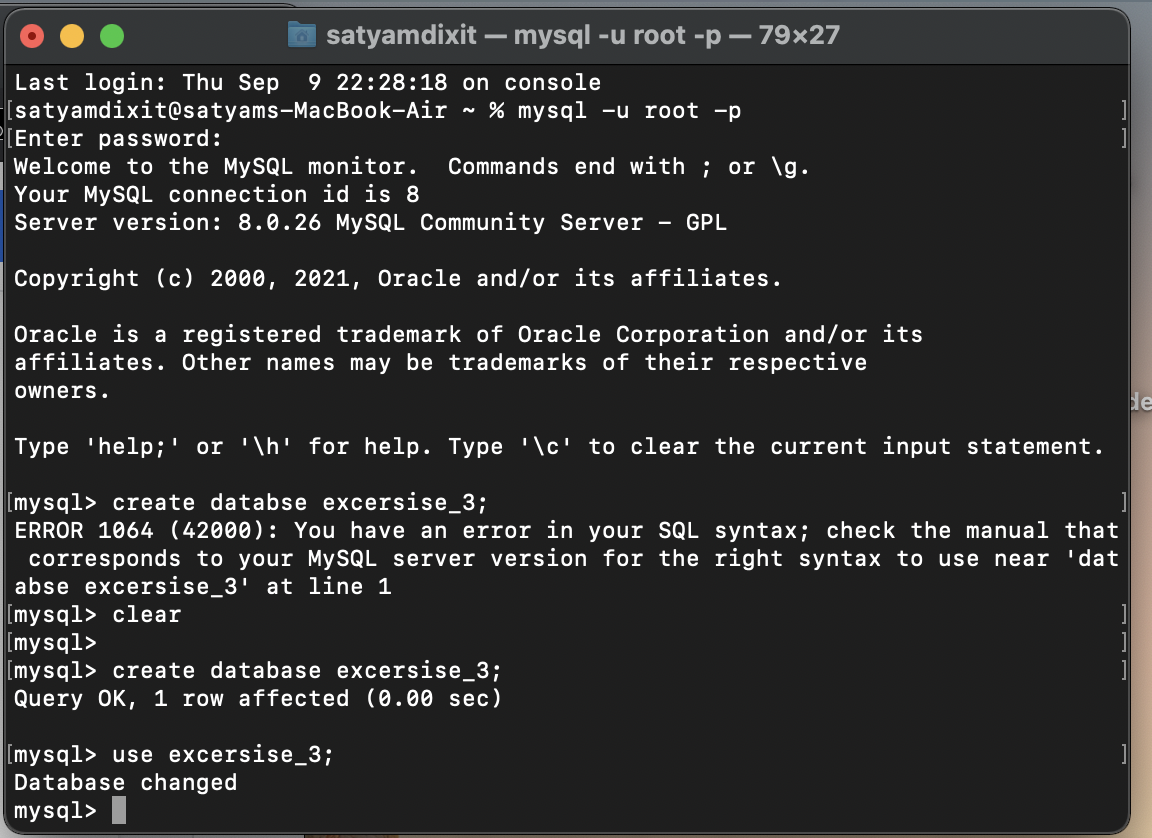 satyamdixit — mysql -u root -p — 79×27
Last login: Thu Sep  9 22:28:18 on console
[satyamdixit@satyams-MacBook-Air ~ % mysql -u root -p ]
[Enter password: ]
Welcome to the MySQL monitor.  Commands end with ; or \g.
Your MySQL connection id is 8
Server version: 8.0.26 MySQL Community Server - GPL
Copyright (c) 2000, 2021, Oracle and/or its affiliates.
Oracle is a registered trademark of Oracle Corporation and/or its
affiliates. Other names may be trademarks of their respective
owners.
Type 'help;' or '\h' for help. Type '\c' to clear the current input statement.
[mysql> create databse excersise_3; ]
ERROR 1064 (42000): You have an error in your SQL syntax; check the manual that
 corresponds to your MySQL server version for the right syntax to use near 'dat
abse excersise_3' at line 1
[mysql> clear ]
[mysql> ]
[mysql> create database excersise_3; ]
Query OK, 1 row affected (0.00 sec)
[mysql> use excersise_3; ]
Database changed
mysql>
de